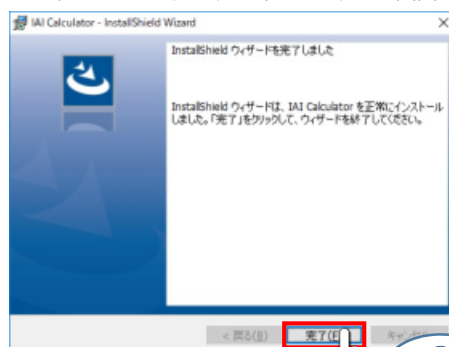 IAI Calculator - InstallShield Wizard
InstallShield ウィザードを完了しました
InstallShield ウィザードは、IAI Calculator を正常にインストール
しました。「完了」をクリックして、ウィザードを終了してください。
< 戻る(B)
完了(F